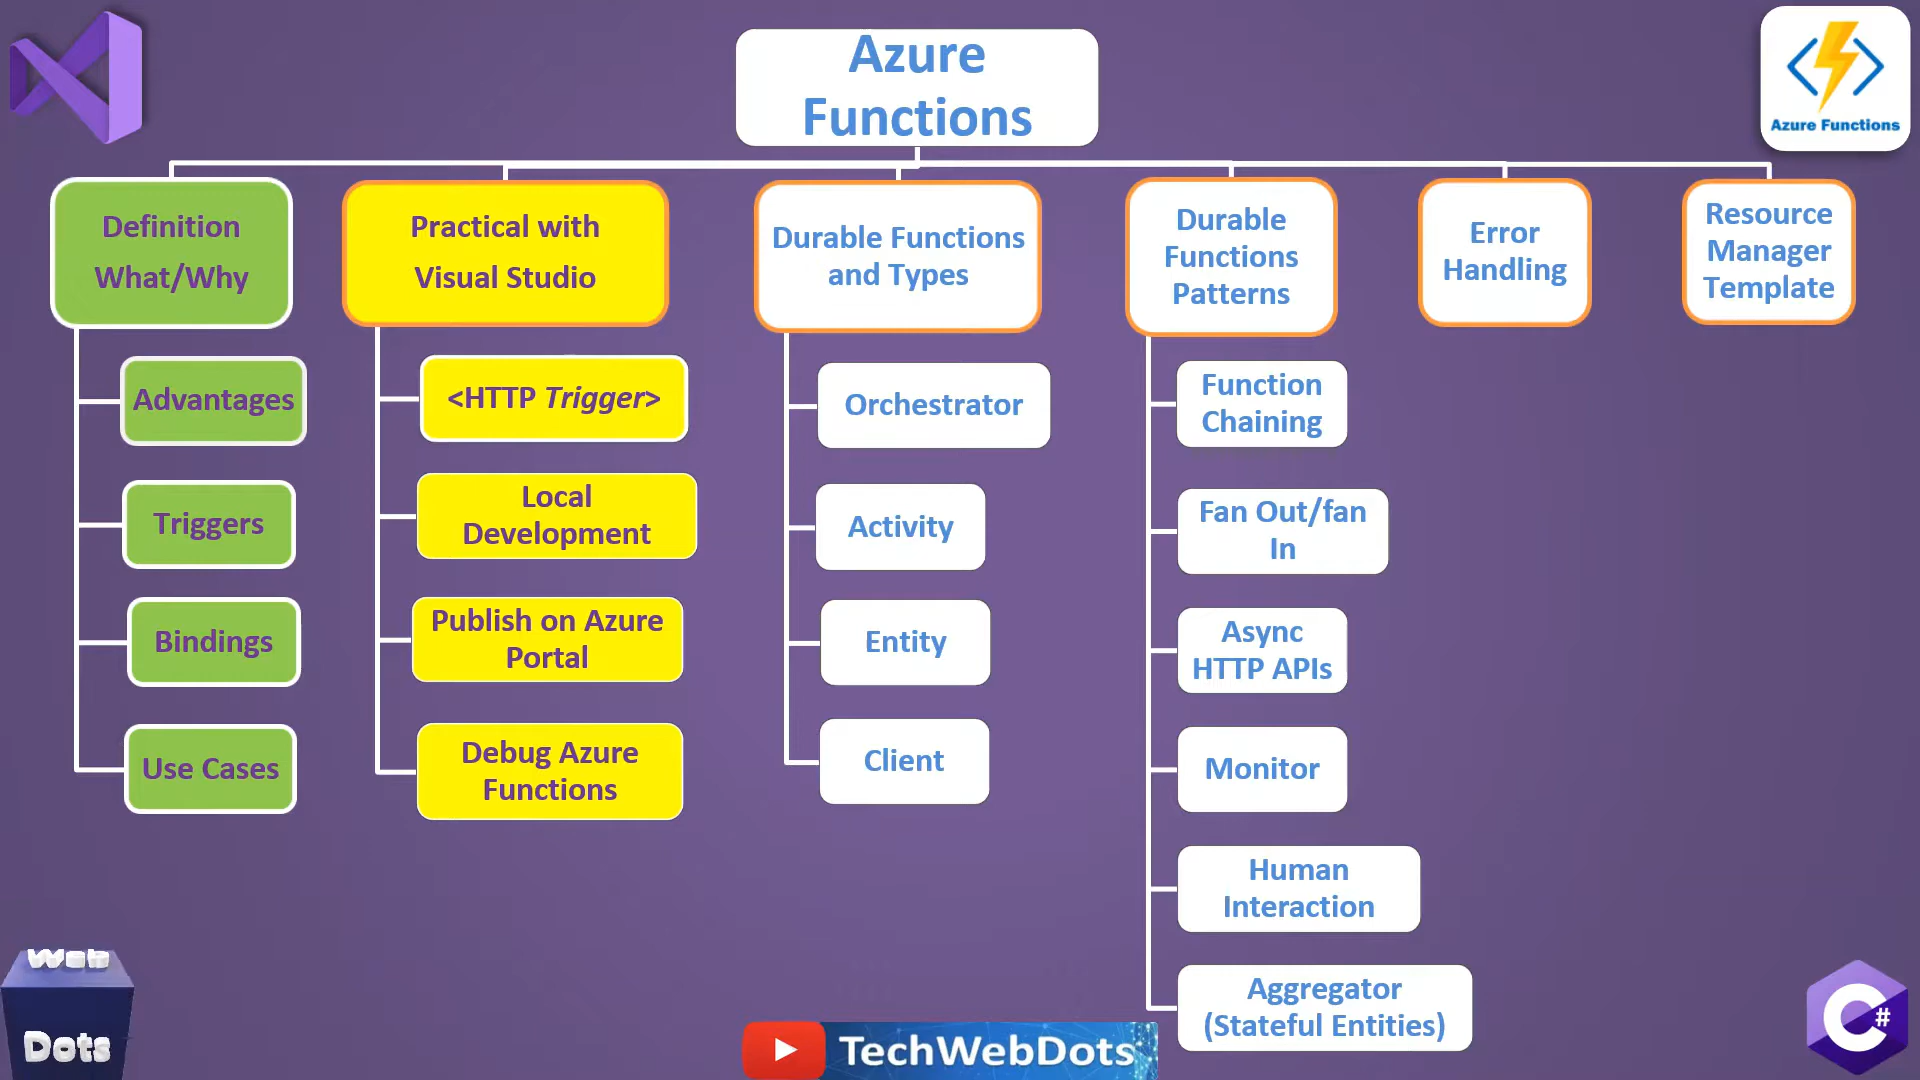 Azure
Functions
Azure Functions
Definition
What/Why
Advantages
Triggers
Bindings
Use Cases
Practical with
Visual Studio
<HTTP Trigger>
Local
Development
Publish on Azure
Portal
Debug Azure
Functions
Durable Functions
and Types
Orchestrator
Activity
Entity
Client
Durable
Functions
Patterns
Function
Chaining
Fan Out/fan
In
Async
HTTP APIs
Monitor
Human
Interaction
Aggregator
(Stateful Entities)
Error
Handling
Resource
Manager
Template
Web
Dots
TechWebDots
C#